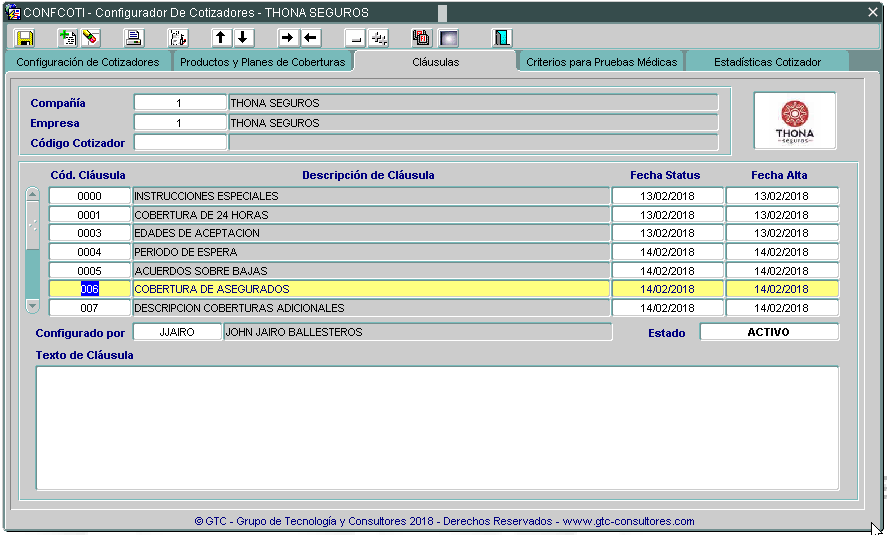 CONFCOTI - Configurador De Cotizadores - THONA SEGUROS
Configuración de Cotizadores Productos y Planes de Coberturas Cláusulas Criterios para Pruebas Médicas Estadísticas Cotizador
Compañía 1 THONA SEGUROS
Empresa 1 THONA SEGUROS
Código Cotizador
THONA
seguros
Cód. Cláusula Descripción de Cláusula Fecha Status Fecha Alta
0000 INSTRUCCIONES ESPECIALES 13/02/2018 13/02/2018
0001 COBERTURA DE 24 HORAS 13/02/2018 13/02/2018
0003 EDADES DE ACEPTACION 13/02/2018 13/02/2018
0004 PERIODO DE ESPERA 14/02/2018 14/02/2018
0005 ACUERDOS SOBRE BAJAS 14/02/2018 14/02/2018
006 COBERTURA DE ASEGURADOS 14/02/2018 14/02/2018
007 DESCRIPCION COBERTURAS ADICIONALES 14/02/2018 14/02/2018
Configurado por JJAIRO JOHN JAIRO BALLESTEROS Estado ACTIVO
Texto de Cláusula
© GTC - Grupo de Tecnología y Consultores 2018 - Derechos Reservados - www.gtc-consultores.com